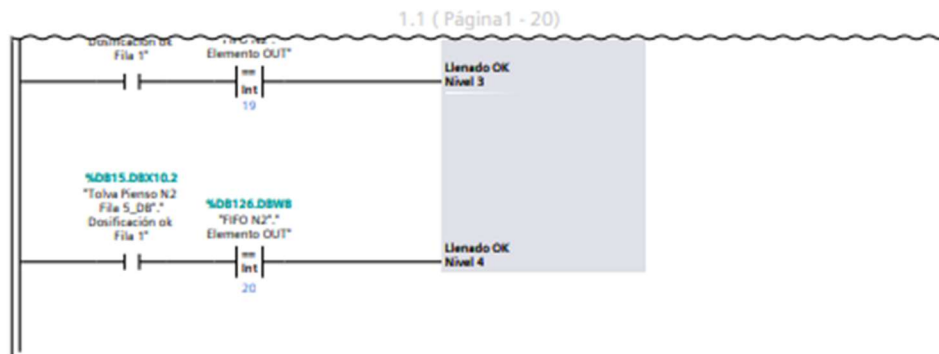 1.1 ( Página1 - 20)
Dosificación ok
Fila 1"
Elemento OUT"
==
Int
19
Llenado OK
Nivel 3
%DB15.DBX10.2
"Tolva Pienso N2
Fila 5_DB"."
Dosificación ok
Fila 1"
%DB126.DBW8
"FIFO N2"."
Elemento OUT"
==
Int
20
Llenado OK
Nivel 4